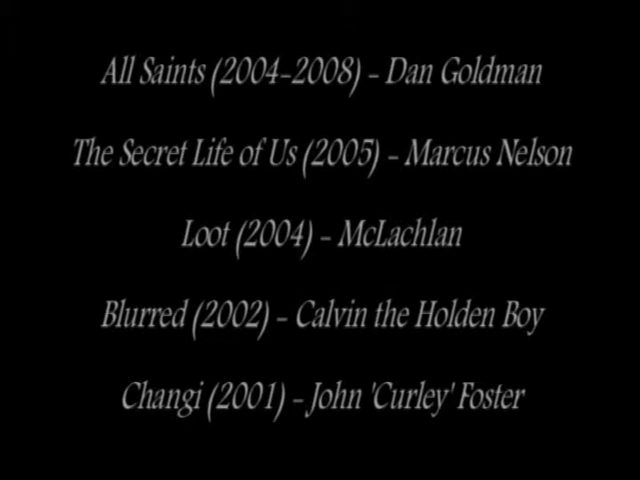 All Saints (2004-2008) - Dan Goldman
The Secret Life of Us (2005) - Marcus Nelson
Loot (2004) - McLachlan
Blurred (2002) - Calvin the Holden Boy
Changi (2001) - John 'Curley' Foster